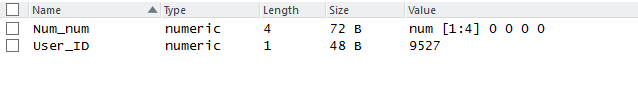 Name Type Length Size Value
Num_num numeric 4 72 B num [1:4] 0 0 0 0
User_ID numeric 1 48 B 9527